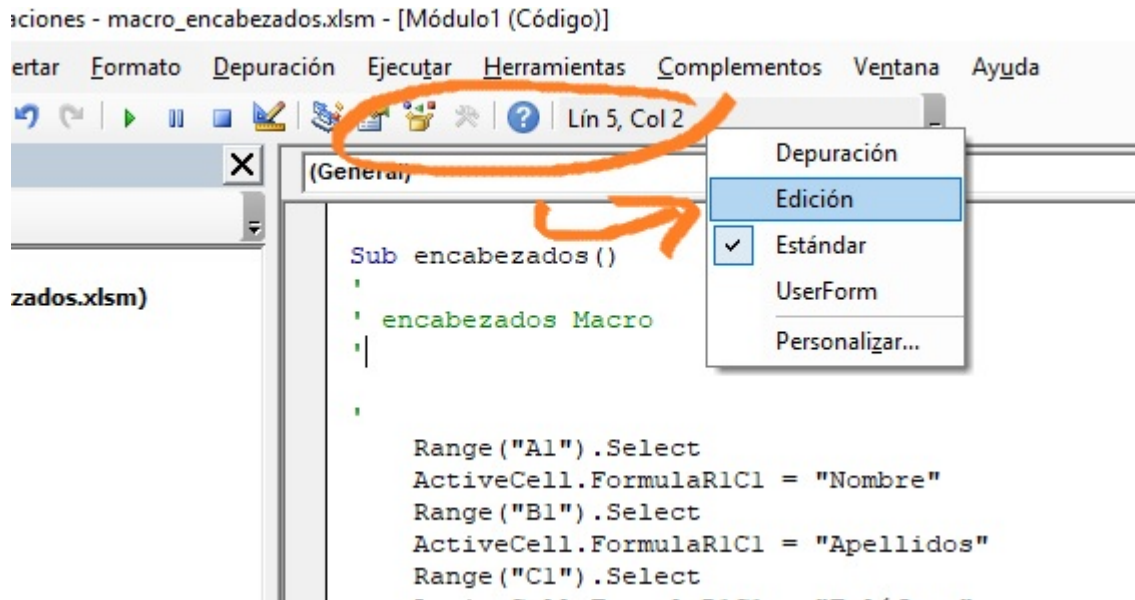 aciones - macro_encabezados.xlsm - [Módulo1 (Código)]
ertar Formato Depuración Ejecutar Herramientas Complementos Ventana Ayuda
Lín 5, Col 2
(General)
Depuración
Edición
Estándar
UserForm
Personalizar...
zados.xlsm)
Sub encabezados()
'
' encabezados Macro
'
'
Range("A1").Select
ActiveCell.FormulaR1C1 = "Nombre"
Range("B1").Select
ActiveCell.FormulaR1C1 = "Apellidos"
Range("C1").Select